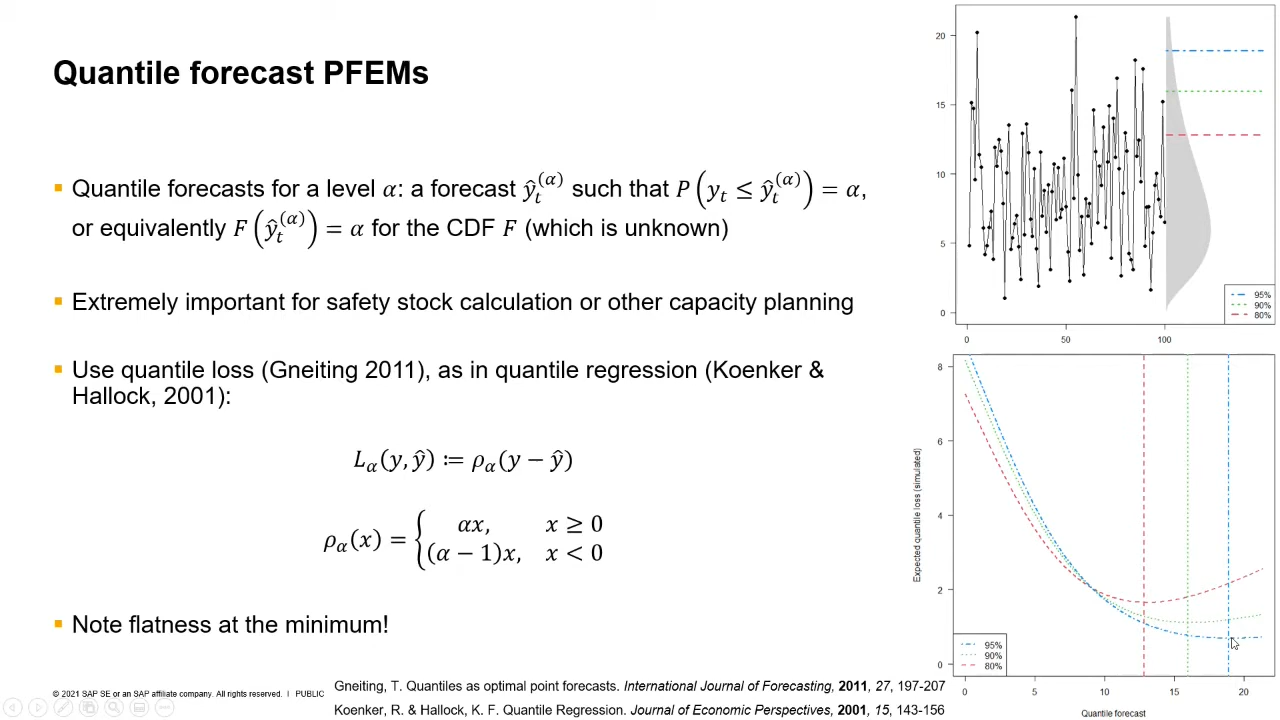 Quantile forecast PFEMs
▪ Quantile forecasts for a level α: a forecast ŷₜ⁽ᵅ⁾ such that P(yₜ ≤ ŷₜ⁽ᵅ⁾) = α,
or equivalently F(ŷₜ⁽ᵅ⁾) = α for the CDF F (which is unknown)
▪ Extremely important for safety stock calculation or other capacity planning
▪ Use quantile loss (Gneiting 2011), as in quantile regression (Koenker &
Hallock, 2001):
L_α(y, ŷ) ≔ ρ_α(y − ŷ)
ρ_α(x) = { αx, x ≥ 0
(α − 1)x, x < 0
▪ Note flatness at the minimum!
20
15
10
5
0
0 50 100
95%
90%
80%
Expected quantile loss (simulated)
8
6
4
2
0
95%
90%
80%
0 5 10 15 20
Quantile forecast
© 2021 SAP SE or an SAP affiliate company. All rights reserved. I PUBLIC
Gneiting, T. Quantiles as optimal point forecasts. International Journal of Forecasting, 2011, 27, 197-207
Koenker, R. & Hallock, K. F. Quantile Regression. Journal of Economic Perspectives, 2001, 15, 143-156